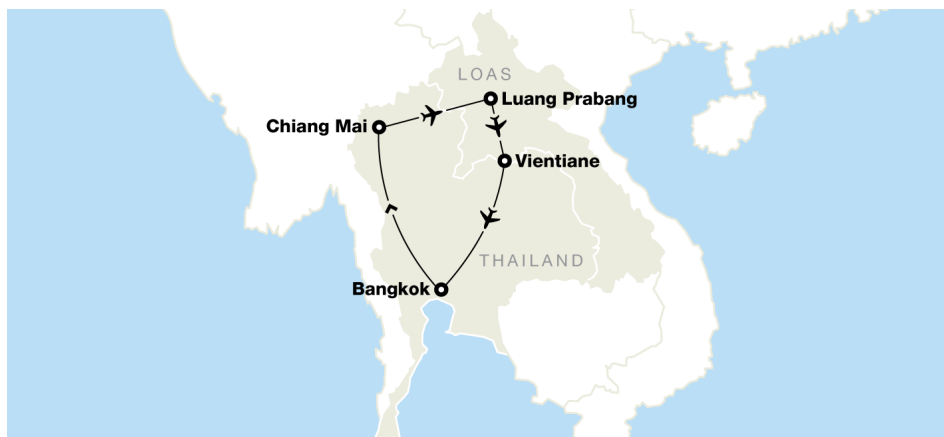 LOAS
Luang Prabang
Chiang Mai
Vientiane
THAILAND
Bangkok